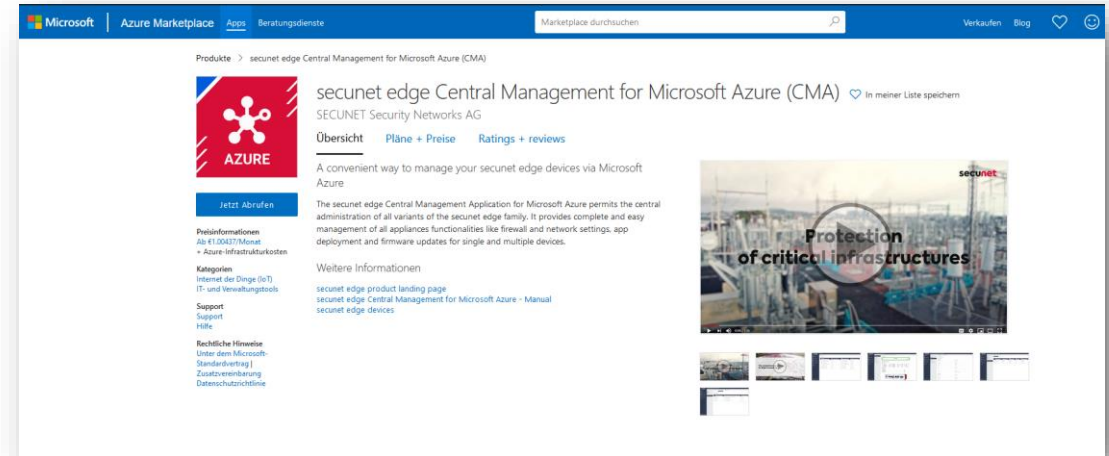 Microsoft Azure Marketplace Apps Beratungsdienste Marketplace durchsuchen Verkaufen Blog
Produkte > secunet edge Central Management for Microsoft Azure (CMA)
AZURE
secunet edge Central Management for Microsoft Azure (CMA) In meiner Liste speichern
SECUNET Security Networks AG
Übersicht Pläne + Preise Ratings + reviews
Jetzt Abrufen
Preisinformationen
Ab €1.00437/Monat
+ Azure-Infrastrukturkosten
Kategorien
Internet der Dinge (IoT)
IT- und Verwaltungstools
Support
Support
Hilfe
Rechtliche Hinweise
Unter dem Microsoft-
Standardvertrag |
Zusatzvereinbarung
Datenschutzrichtlinie
A convenient way to manage your secunet edge devices via Microsoft
Azure
The secunet edge Central Management Application for Microsoft Azure permits the central
administration of all variants of the secunet edge family. It provides complete and easy
management of all appliances functionalities like firewall and network settings, app
deployment and firmware updates for single and multiple devices.
Weitere Informationen
secunet edge product landing page
secunet edge Central Management for Microsoft Azure - Manual
secunet edge devices
secunet
Protection
of critical infrastructures